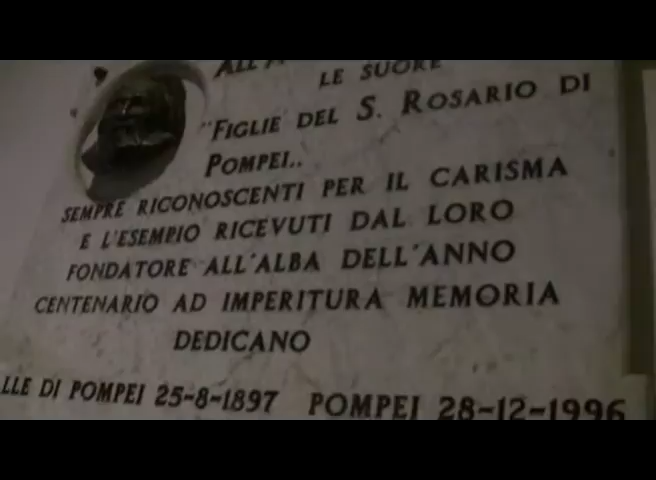 LE SUORE
"FIGLIE DEL S. ROSARIO DI
POMPEI..
SEMPRE RICONOSCENTI PER IL CARISMA
E L'ESEMPIO RICEVUTI DAL LORO
FONDATORE ALL'ALBA DELL'ANNO
CENTENARIO AD IMPERITURA MEMORIA
DEDICANO
LLE DI POMPEI 25-8-1897 POMPEI 28-12-1996